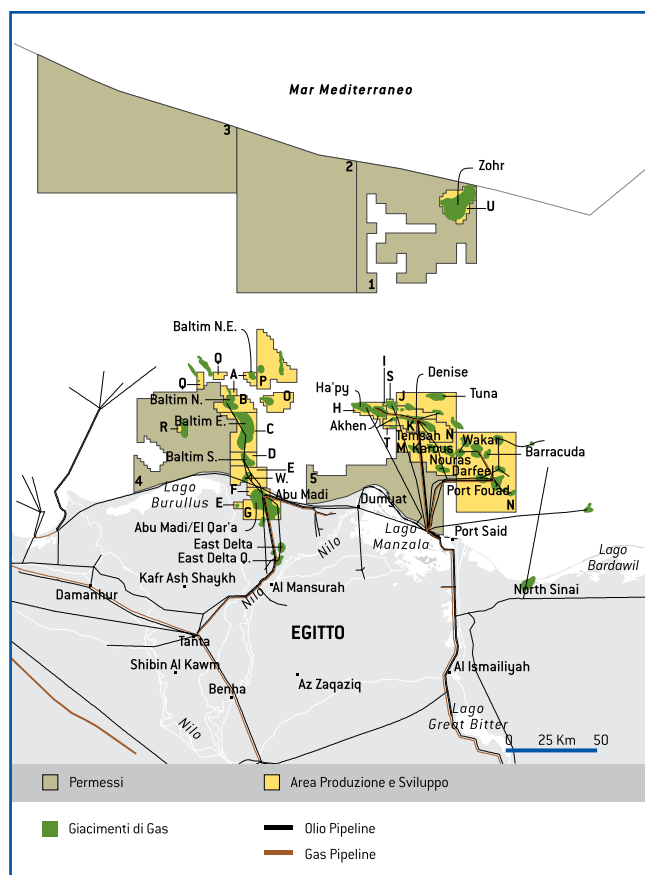 Mar Mediterraneo
3
2
Zohr
U
1
Baltim N.E.
Q
Q
A
P
Baltim N.
B
O
R
Baltim E.
C
Baltim S.
D
4
E
W.
F
Abu Madi
Lago
Burullus
E
G
Abu Madi/El Qar'a
East Delta
East Delta Q.
I
S
Denise
Ha'py
J
Tuna
H
Akhen
K
T
Temsah
N
M. Karous
Wakar
Nouras
Barracuda
Darfeel
5
Port Fouad
N
Dumyat
Lago
Manzala
Port Said
Nilo
Lago
Bardawil
North Sinai
Kafr Ash Shaykh
Damanhur
Nilo
Al Mansurah
Tanta
EGITTO
Shibin Al Kawm
Az Zaqaziq
Al Ismailiyah
Benha
Nilo
Lago
Great Bitter
0 25 Km 50
Permessi
Area Produzione e Sviluppo
Giacimenti di Gas
Olio Pipeline
Gas Pipeline